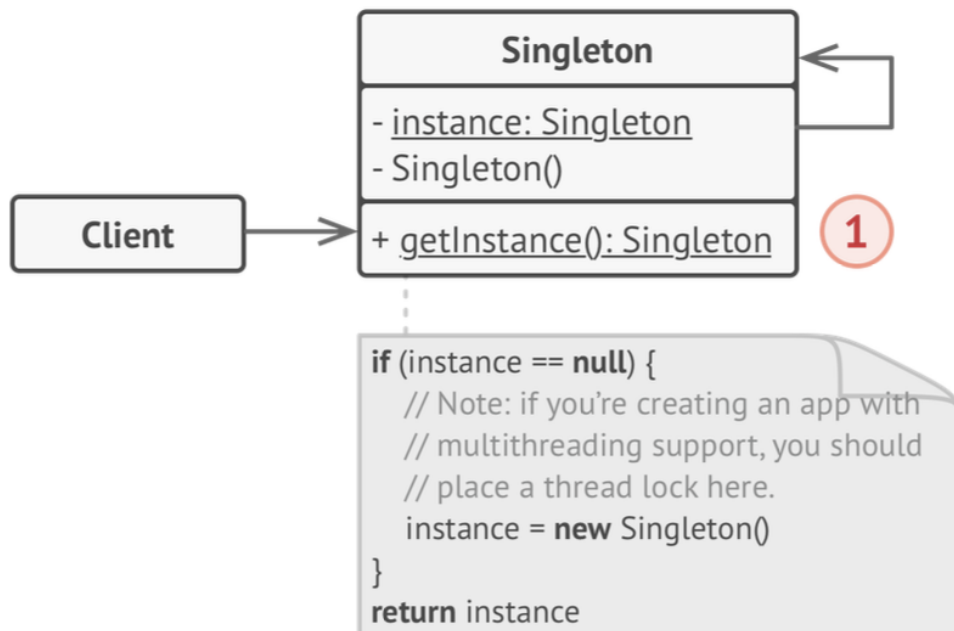 Singleton
- instance: Singleton
- Singleton()
Client
+ getInstance(): Singleton
1
if (instance == null) {
// Note: if you’re creating an app with
// multithreading support, you should
// place a thread lock here.
instance = new Singleton()
}
return instance